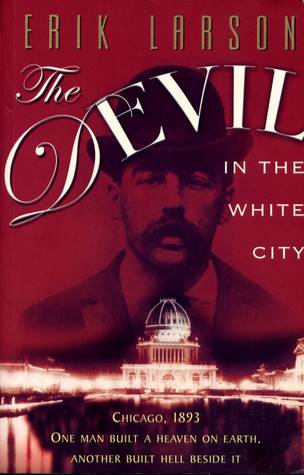 ERIK LARSON
The
DEVIL
IN THE
WHITE
CITY
CHICAGO, 1893
ONE MAN BUILT A HEAVEN ON EARTH,
ANOTHER BUILT HELL BESIDE IT